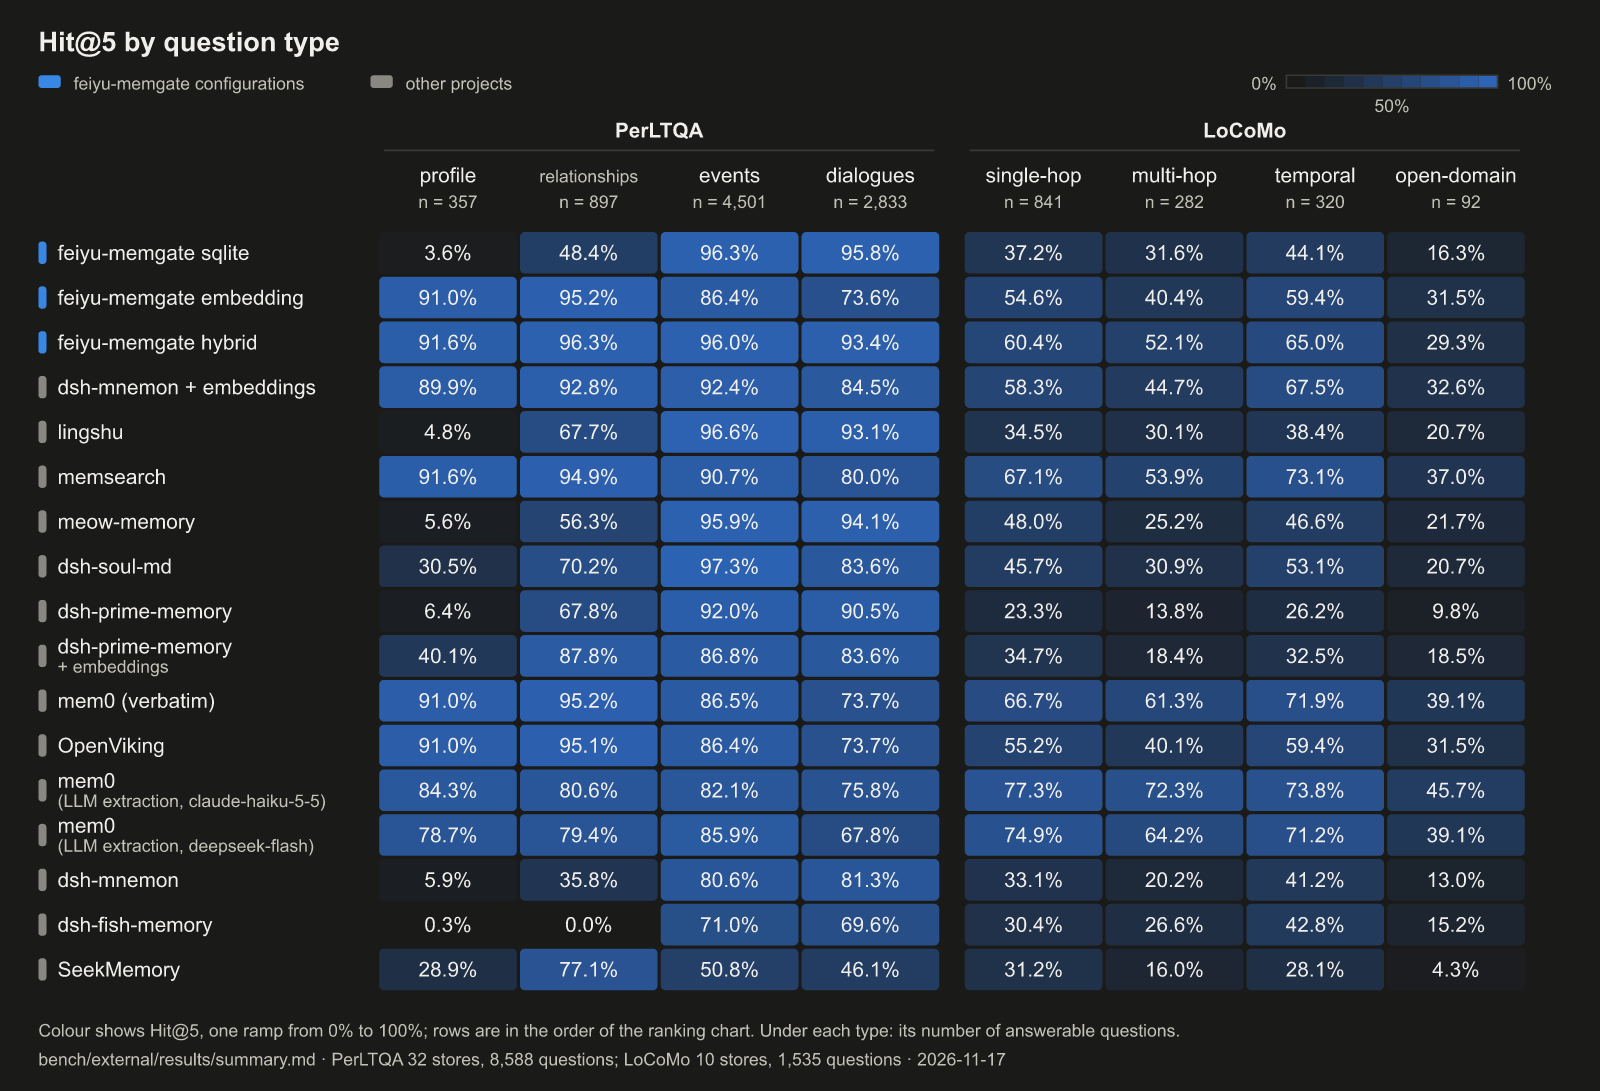 Hit@5 by question type
feiyu-memgate configurations other projects 0% 100%
50%
PerLTQA LoCoMo
profile relationships events dialogues single-hop multi-hop temporal open-domain
n = 357 n = 897 n = 4,501 n = 2,833 n = 841 n = 282 n = 320 n = 92
feiyu-memgate sqlite 3.6% 48.4% 96.3% 95.8% 37.2% 31.6% 44.1% 16.3%
feiyu-memgate embedding 91.0% 95.2% 86.4% 73.6% 54.6% 40.4% 59.4% 31.5%
feiyu-memgate hybrid 91.6% 96.3% 96.0% 93.4% 60.4% 52.1% 65.0% 29.3%
dsh-mnemon + embeddings 89.9% 92.8% 92.4% 84.5% 58.3% 44.7% 67.5% 32.6%
lingshu 4.8% 67.7% 96.6% 93.1% 34.5% 30.1% 38.4% 20.7%
memsearch 91.6% 94.9% 90.7% 80.0% 67.1% 53.9% 73.1% 37.0%
meow-memory 5.6% 56.3% 95.9% 94.1% 48.0% 25.2% 46.6% 21.7%
dsh-soul-md 30.5% 70.2% 97.3% 83.6% 45.7% 30.9% 53.1% 20.7%
dsh-prime-memory 6.4% 67.8% 92.0% 90.5% 23.3% 13.8% 26.2% 9.8%
dsh-prime-memory
+ embeddings 40.1% 87.8% 86.8% 83.6% 34.7% 18.4% 32.5% 18.5%
mem0 (verbatim) 91.0% 95.2% 86.5% 73.7% 66.7% 61.3% 71.9% 39.1%
OpenViking 91.0% 95.1% 86.4% 73.7% 55.2% 40.1% 59.4% 31.5%
mem0
(LLM extraction, claude-haiku-5-5) 84.3% 80.6% 82.1% 75.8% 77.3% 72.3% 73.8% 45.7%
mem0
(LLM extraction, deepseek-flash) 78.7% 79.4% 85.9% 67.8% 74.9% 64.2% 71.2% 39.1%
dsh-mnemon 5.9% 35.8% 80.6% 81.3% 33.1% 20.2% 41.2% 13.0%
dsh-fish-memory 0.3% 0.0% 71.0% 69.6% 30.4% 26.6% 42.8% 15.2%
SeekMemory 28.9% 77.1% 50.8% 46.1% 31.2% 16.0% 28.1% 4.3%
Colour shows Hit@5, one ramp from 0% to 100%; rows are in the order of the ranking chart. Under each type: its number of answerable questions.
bench/external/results/summary.md · PerLTQA 32 stores, 8,588 questions; LoCoMo 10 stores, 1,535 questions · 2026-11-17